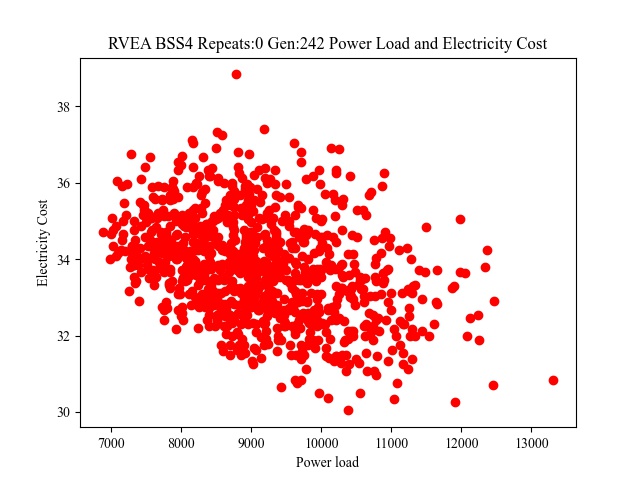 RVEA BSS4 Repeats:0 Gen:242 Power Load and Electricity Cost
38
36
34
32
30
Electricity Cost
7000 8000 9000 10000 11000 12000 13000
Power load